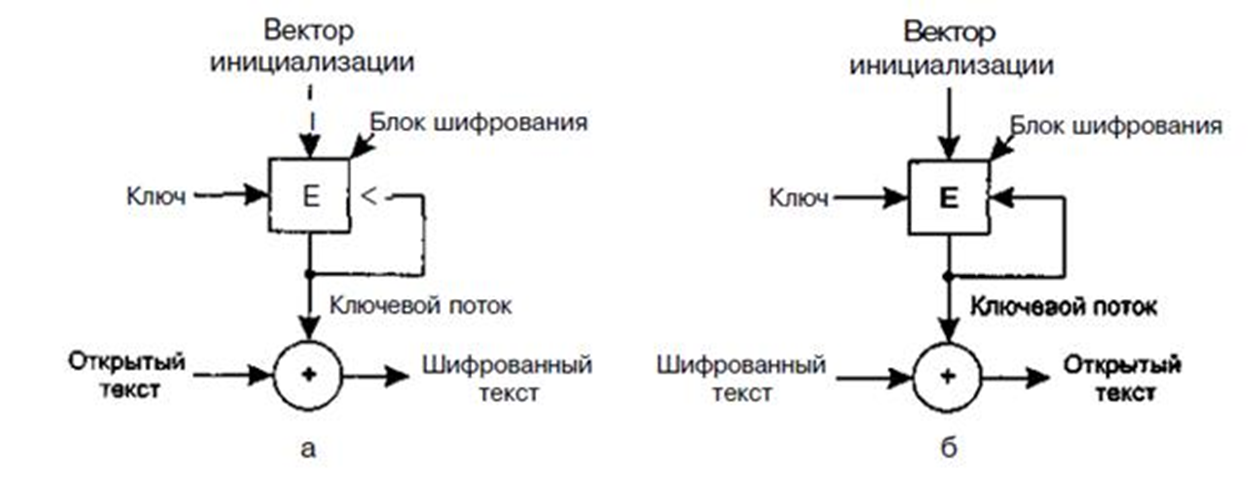 Вектор
инициализации
Блок шифрования
Ключ
E
<
Ключевой поток
Открытый
текст
+
Шифрованный
текст
а
Вектор
инициализации
Блок шифрования
Ключ
E
Ключевой поток
Шифрованный
текст
+
Открытый
текст
б